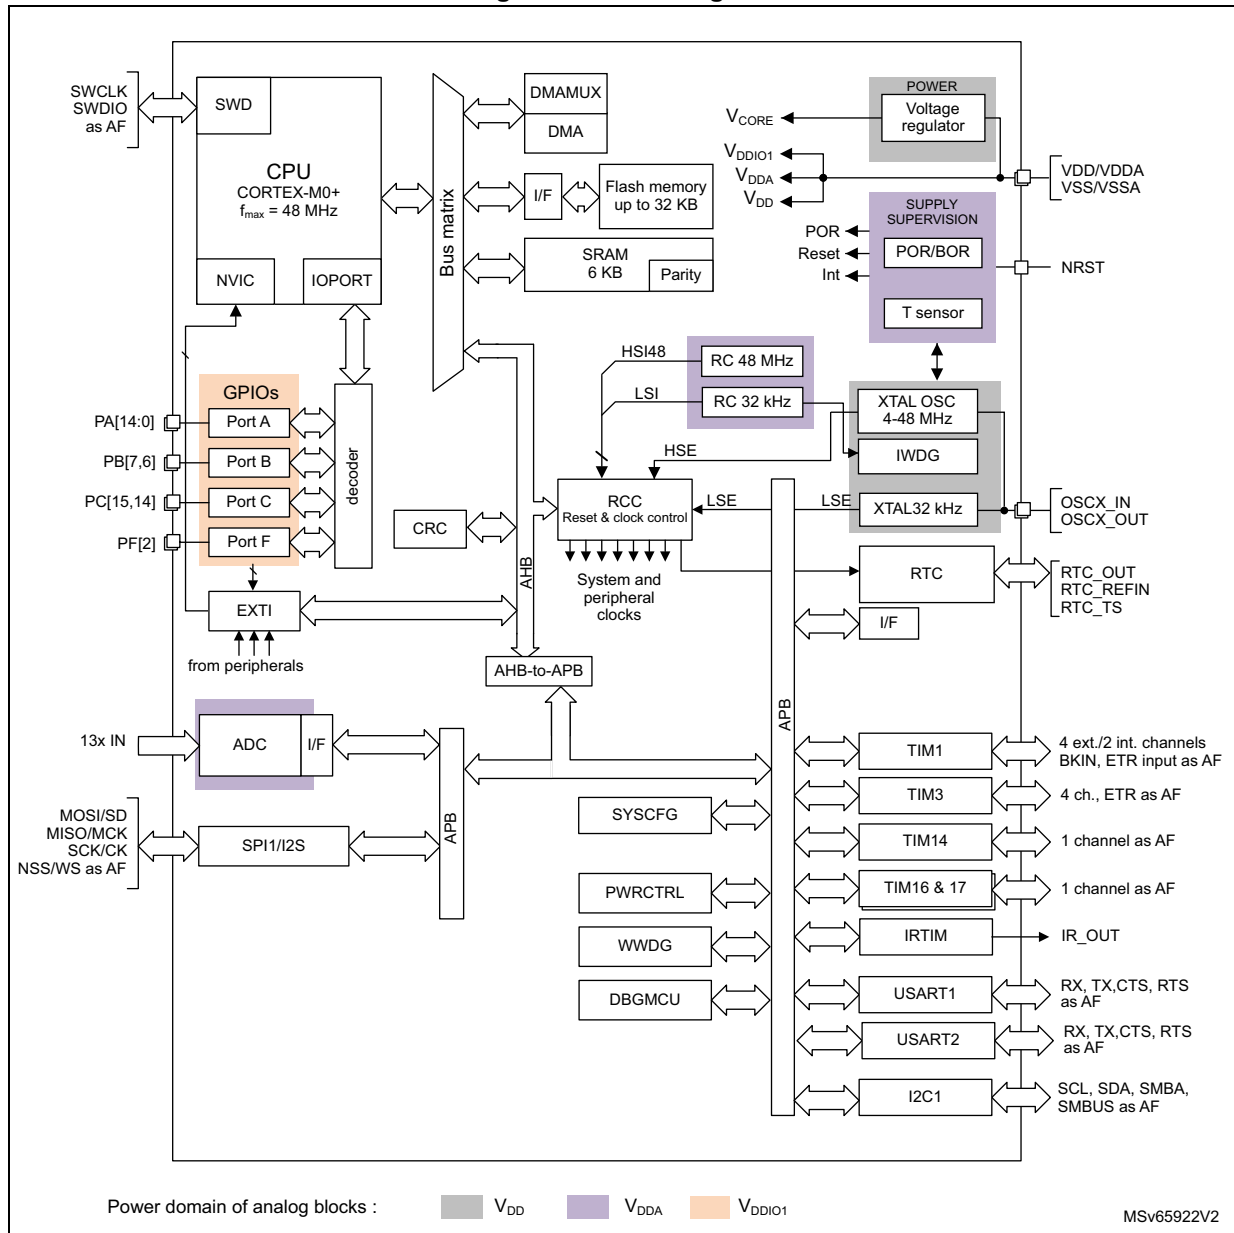 SWCLK
SWDIO
as AF
SWD
CPU
CORTEX-M0+
fmax = 48 MHz
NVIC
IOPORT
Bus matrix
DMAMUX
DMA
I/F
Flash memory
up to 32 KB
SRAM
6 KB
Parity
POWER
Voltage
regulator
VCORE
VDDIO1
VDDA
VDD
VDD/VDDA
VSS/VSSA
SUPPLY
SUPERVISION
POR
Reset
Int
POR/BOR
T sensor
NRST
HSI48
RC 48 MHz
LSI
RC 32 kHz
XTAL OSC
4-48 MHz
HSE
IWDG
LSE
LSE
XTAL32 kHz
OSCX_IN
OSCX_OUT
GPIOs
PA[14:0]
Port A
PB[7,6]
Port B
PC[15,14]
Port C
PF[2]
Port F
decoder
CRC
RCC
Reset & clock control
System and
peripheral
clocks
AHB
EXTI
from peripherals
RTC
RTC_OUT
RTC_REFIN
RTC_TS
I/F
AHB-to-APB
APB
13x IN
ADC
I/F
MOSI/SD
MISO/MCK
SCK/CK
NSS/WS as AF
SPI1/I2S
APB
SYSCFG
PWRCTRL
WWDG
DBGMCU
TIM1
4 ext./2 int. channels
BKIN, ETR input as AF
TIM3
4 ch., ETR as AF
TIM14
1 channel as AF
TIM16 & 17
1 channel as AF
IRTIM
IR_OUT
USART1
RX, TX,CTS, RTS
as AF
USART2
RX, TX,CTS, RTS
as AF
I2C1
SCL, SDA, SMBA,
SMBUS as AF
Power domain of analog blocks :
VDD
VDDA
VDDIO1
MSv65922V2